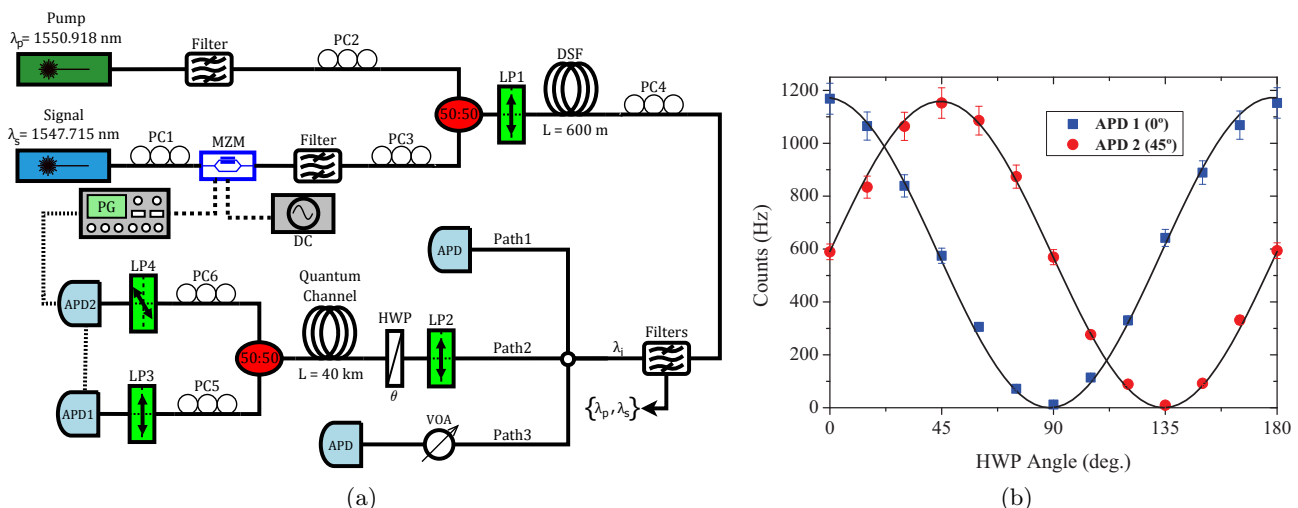 Pump
λp = 1550.918 nm
Filter
PC2
50:50
LP1
DSF
L = 600 m
PC4
Signal
λs = 1547.715 nm
PC1
MZM
Filter
PC3
PG
DC
APD2
LP4
PC6
50:50
APD1
LP3
PC5
Quantum
Channel
L = 40 km
HWP
θ
LP2
APD
Path1
Path2
λi
Filters
{λp, λs}
APD
VOA
Path3
(a)
Counts (Hz)
1200
1000
800
600
400
200
0
APD 1 (0º)
APD 2 (45º)
0 45 90 135 180
HWP Angle (deg.)
(b)